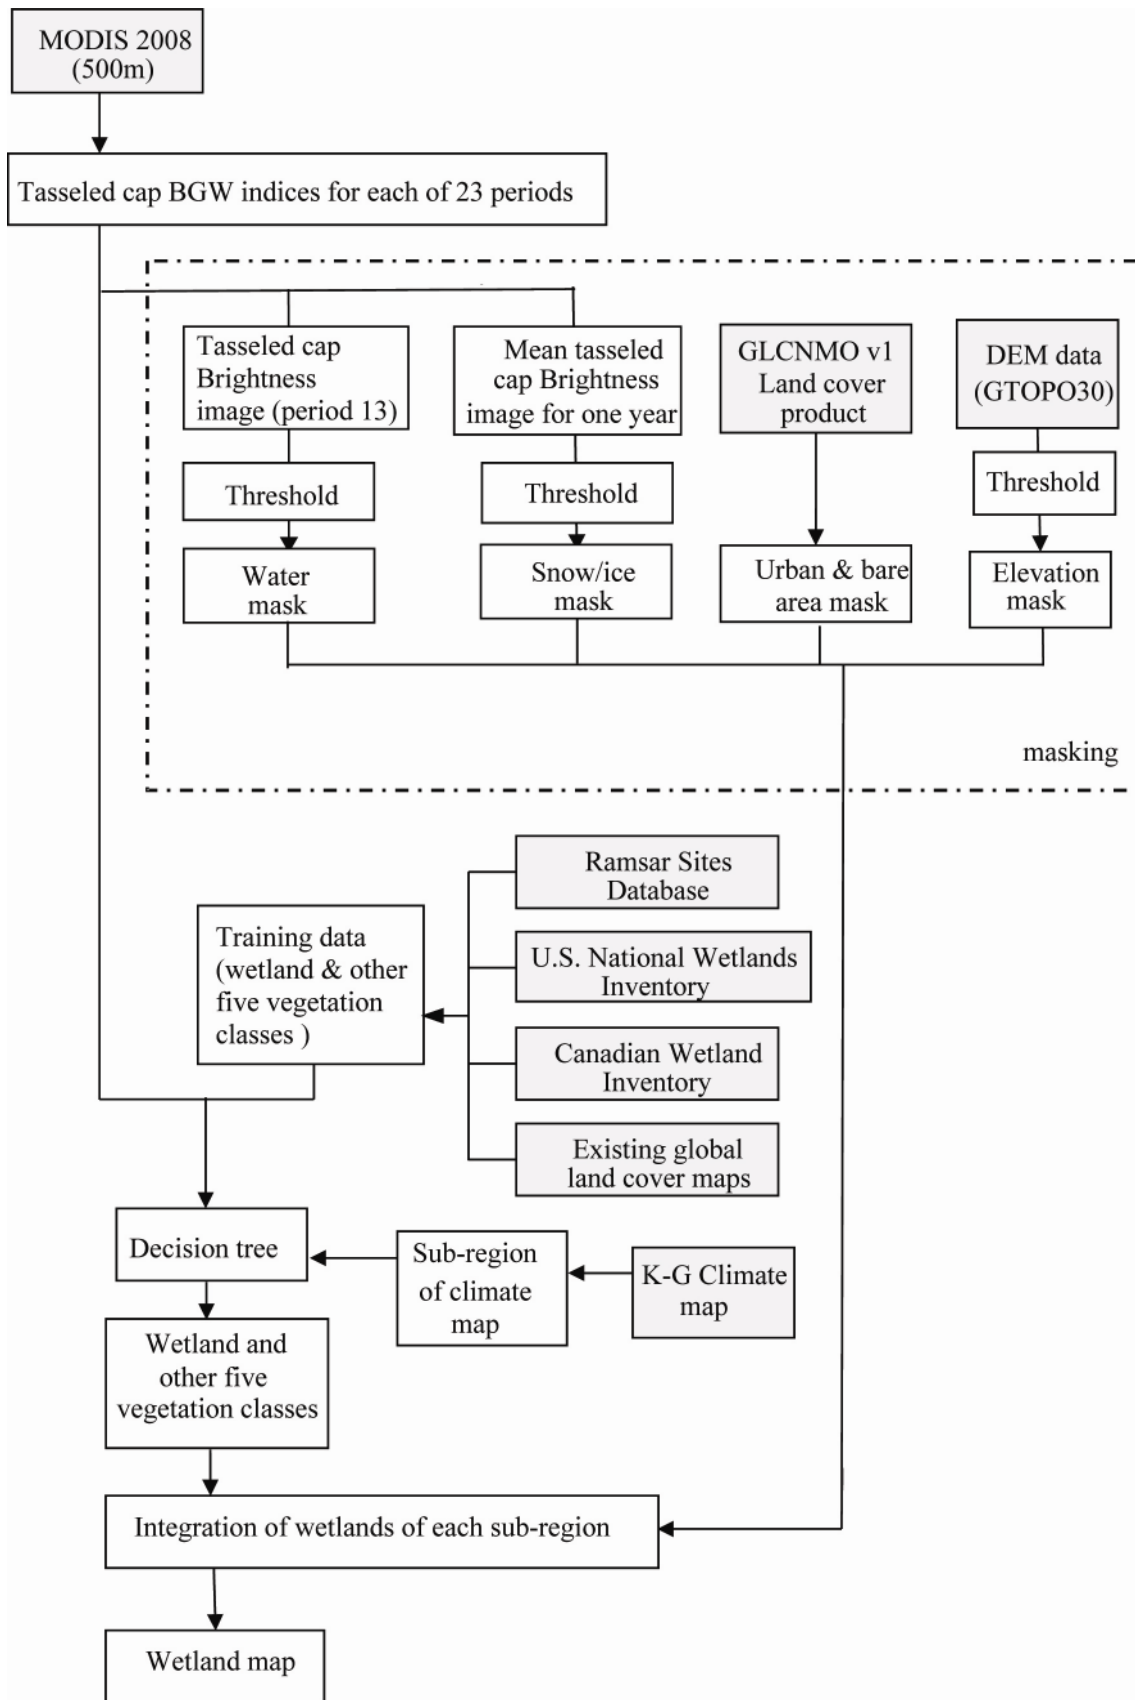 MODIS 2008
(500m)
Tasseled cap BGW indices for each of 23 periods
Tasseled cap
Brightness
image (period 13)
Mean tasseled
cap Brightness
image for one year
GLCNMO v1
Land cover
product
DEM data
(GTOPO30)
Threshold
Threshold
Threshold
Water
mask
Snow/ice
mask
Urban & bare
area mask
Elevation
mask
masking
Ramsar Sites
Database
Training data
(wetland & other
five vegetation
classes )
U.S. National Wetlands
Inventory
Canadian Wetland
Inventory
Existing global
land cover maps
Decision tree
Sub-region
of climate
map
K-G Climate
map
Wetland and
other five
vegetation classes
Integration of wetlands of each sub-region
Wetland map